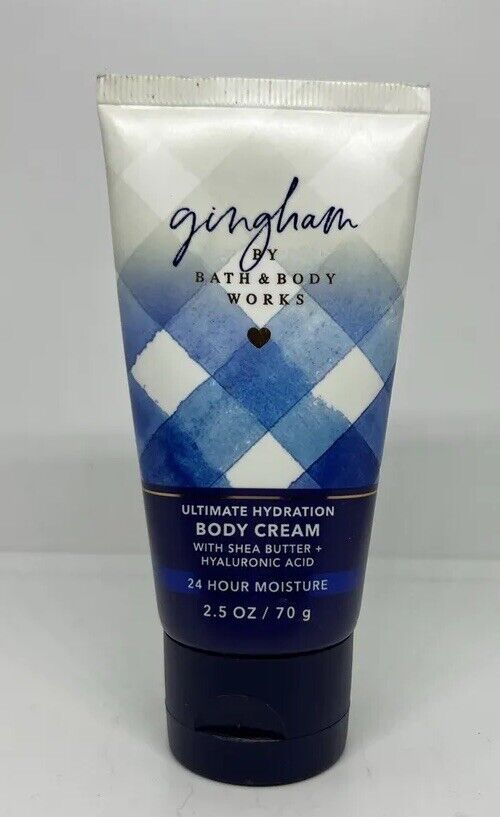 gingham
BY
BATH & BODY
WORKS
ULTIMATE HYDRATION
BODY CREAM
WITH SHEA BUTTER +
HYALURONIC ACID
24 HOUR MOISTURE
2.5 OZ / 70 g